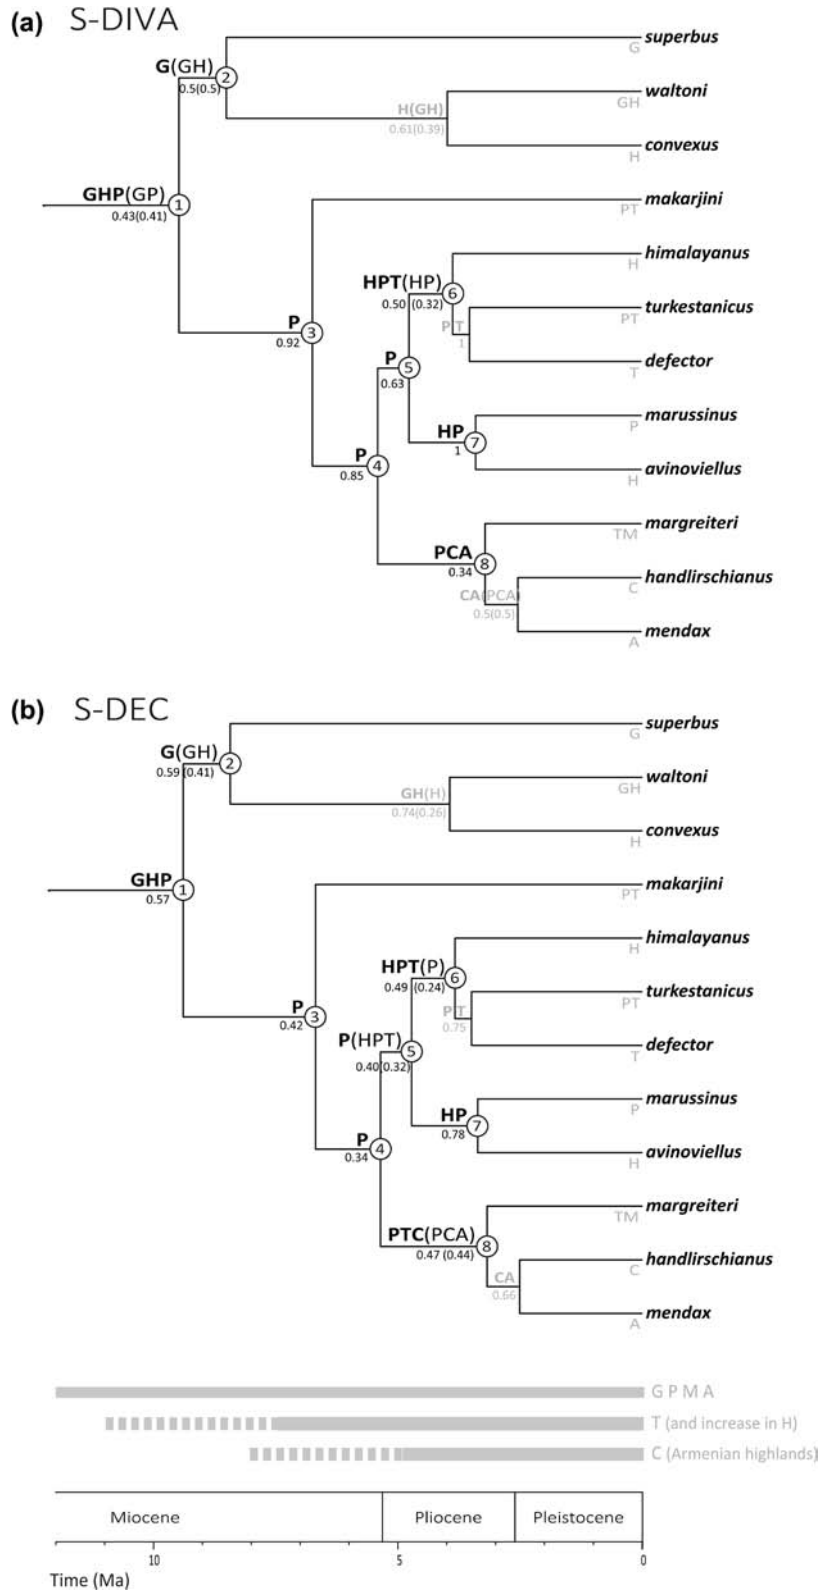 (a) S-DIVA
superbus
G
G(GH)
2
0.5(0.5)
waltoni
GH
H(GH)
0.61(0.39)
convexus
H
GHP(GP)
1
0.43(0.41)
makarjini
PT
himalayanus
H
HPT(HP)
6
0.50 (0.32)
turkestanicus
PT
P
3
0.92
PT
1
defector
T
P
5
0.63
marussinus
P
HP
7
1
P
4
0.85
avinoviellus
H
margreiteri
TM
PCA
8
0.34
handlirschianus
C
CA(PCA)
0.5(0.5)
mendax
A
(b) S-DEC
superbus
G
G(GH)
2
0.59 (0.41)
waltoni
GH
GH(H)
0.74(0.26)
convexus
H
GHP
1
0.57
makarjini
PT
himalayanus
H
HPT(P)
6
0.49 (0.24)
turkestanicus
PT
P
3
0.42
PT
0.75
defector
T
P(HPT)
5
0.40(0.32)
marussinus
P
HP
7
0.78
P
4
0.34
avinoviellus
H
margreiteri
TM
PTC(PCA)
8
0.47 (0.44)
handlirschianus
C
CA
0.66
mendax
A
G P M A
T (and increase in H)
C (Armenian highlands)
Miocene Pliocene Pleistocene
10 5 0
Time (Ma)